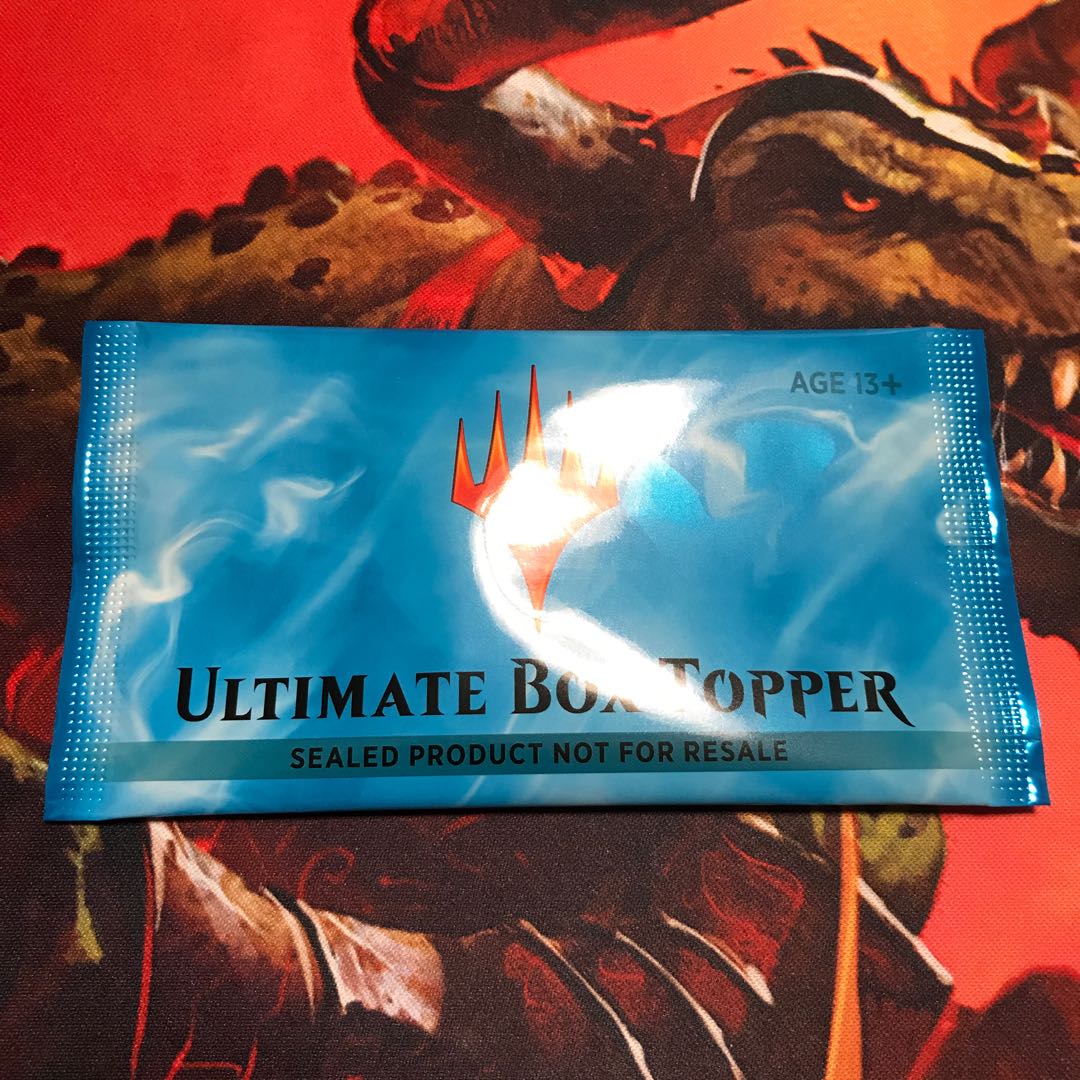 AGE 13+
ULTIMATE BOX TOPPER
SEALED PRODUCT NOT FOR RESALE